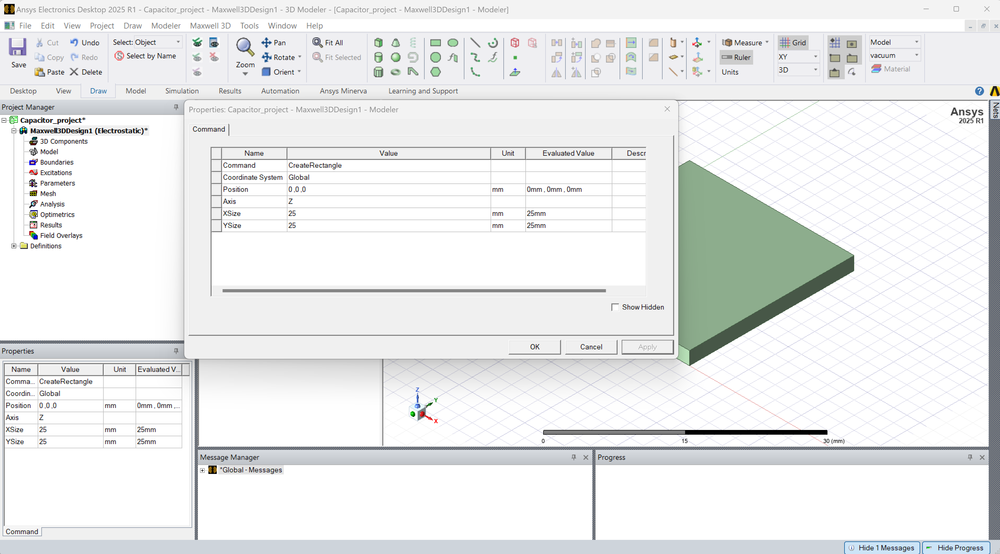 Ansys Electronics Desktop 2025 R1 - Capacitor_project - Maxwell3DDesign1 - 3D Modeler - [Capacitor_project - Maxwell3DDesign1 - Modeler]
File Edit View Project Draw Modeler Maxwell 3D Tools Window Help
Save
Cut
Copy
Paste
Undo
Redo
Delete
Select: Object
Select by Name
Zoom
Pan
Rotate
Orient
Fit All
Fit Selected
Measure
Ruler
Units
Grid
XY
3D
Model
vacuum
Material
Desktop View Draw Model Simulation Results Automation Ansys Minerva Learning and Support
Project Manager
Capacitor_project*
Maxwell3DDesign1 (Electrostatic)*
3D Components
Model
Boundaries
Excitations
Parameters
Mesh
Analysis
Optimetrics
Results
Field Overlays
Definitions
Properties: Capacitor_project - Maxwell3DDesign1 - Modeler
Command
Name Value Unit Evaluated Value Descr
Command CreateRectangle
Coordinate System Global
Position 0 ,0 ,0 mm 0mm , 0mm , 0mm
Axis Z
XSize 25 mm 25mm
YSize 25 mm 25mm
Show Hidden
OK Cancel Apply
Ansys
2025 R1
Nets
Properties
Name Value Unit Evaluated V...
Comma... CreateRectangle
Coordin... Global
Position 0 ,0 ,0 mm 0mm , 0mm ,...
Axis Z
XSize 25 mm 25mm
YSize 25 mm 25mm
Command
Z
Y
X
0 15 30 (mm)
Message Manager
*Global - Messages
Progress
Hide 1 Messages Hide Progress